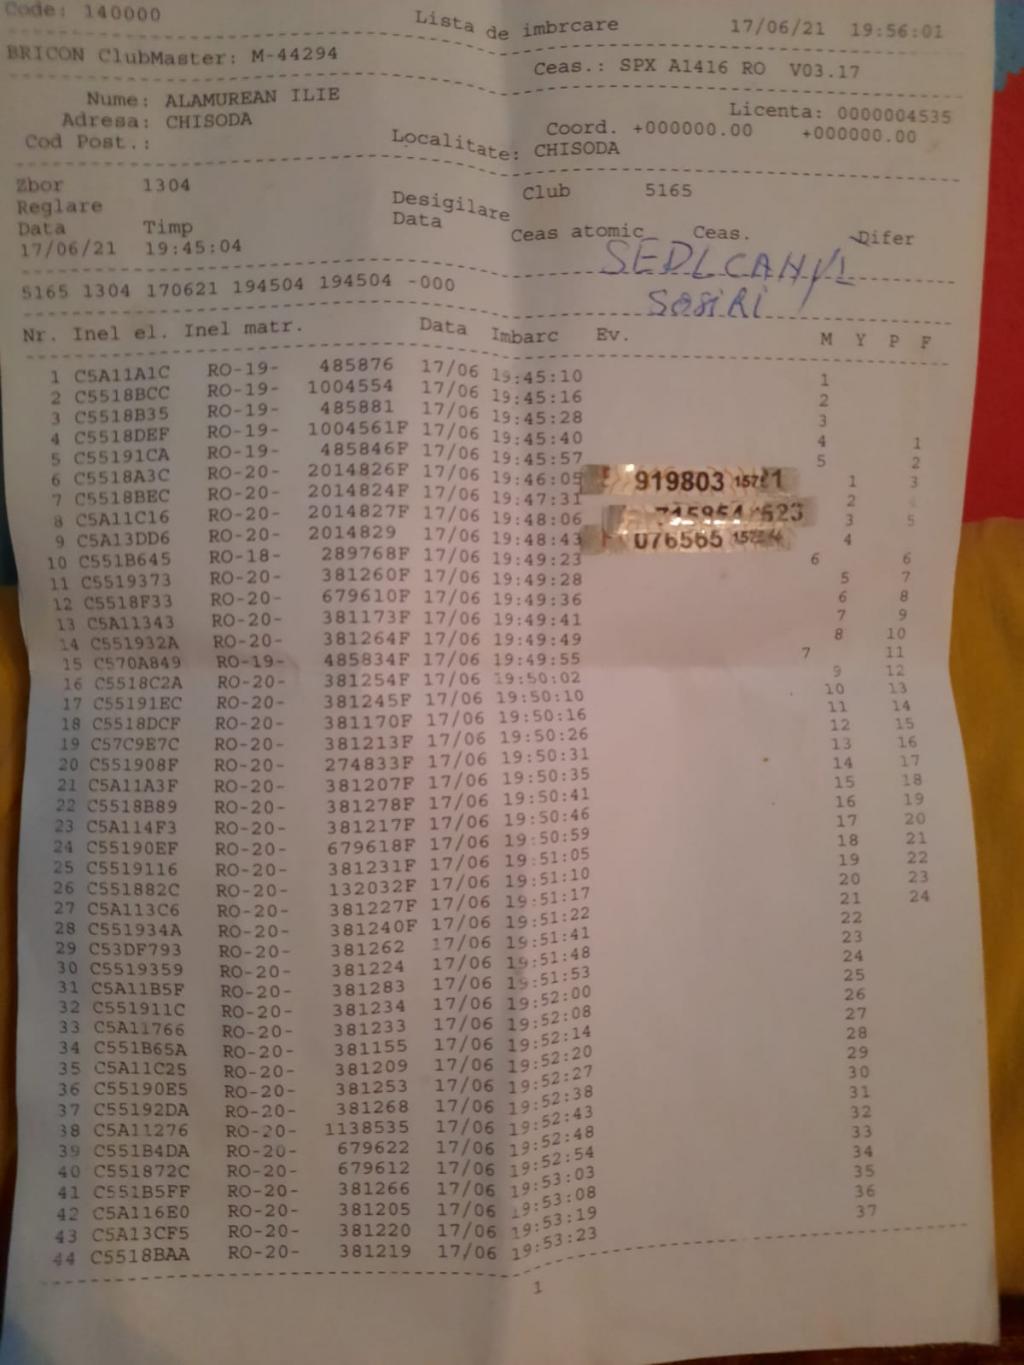 Code: 140000 Lista de imbrcare 17/06/21 19:56:01
BRICON ClubMaster: M-44294 Ceas.: SPX A1416 RO V03.17
Nume: ALAMUREAN ILIE Licenta: 0000004535
Adresa: CHISODA Coord. +000000.00 +000000.00
Cod Post.: Localitate: CHISODA
Zbor 1304 Club 5165
Reglare Desigilare
Data Timp Data Ceas atomic Ceas. Difer
17/06/21 19:45:04
SEDLCANY
SOSIRI
5165 1304 170621 194504 194504 -000
Nr. Inel el. Inel matr. Data Imbarc Ev. M Y P F
1 C5A11A1C RO-19- 485876 17/06 19:45:10 1
2 C5518BCC RO-19- 1004554 17/06 19:45:16 2
3 C5518B35 RO-19- 485881 17/06 19:45:28 3
4 C5518DEF RO-19- 1004561F 17/06 19:45:40 4 1
5 C55191CA RO-19- 485846F 17/06 19:45:57 5 2
6 C5518A3C RO-20- 2014826F 17/06 19:46:05 919803 1 3
7 C5518BEC RO-20- 2014824F 17/06 19:47:31 2 4
8 C5A11C16 RO-20- 2014827F 17/06 19:48:06 3 5
9 C5A13DD6 RO-20- 2014829 17/06 19:48:43 076565 4
10 C551B645 RO-18- 289768F 17/06 19:49:23 6 6
11 C5519373 RO-20- 381260F 17/06 19:49:28 5 7
12 C5518F33 RO-20- 679610F 17/06 19:49:36 6 8
13 C5A11343 RO-20- 381173F 17/06 19:49:41 7 9
14 C551932A RO-20- 381264F 17/06 19:49:49 8 10
15 C570A849 RO-19- 485834F 17/06 19:49:55 7 11
16 C5518C2A RO-20- 381254F 17/06 19:50:02 9 12
17 C55191EC RO-20- 381245F 17/06 19:50:10 10 13
18 C5518DCF RO-20- 381170F 17/06 19:50:16 11 14
19 C57C9E7C RO-20- 381213F 17/06 19:50:26 12 15
20 C551908F RO-20- 274833F 17/06 19:50:31 13 16
21 C5A11A3F RO-20- 381207F 17/06 19:50:35 14 17
22 C5518B89 RO-20- 381278F 17/06 19:50:41 15 18
23 C5A114F3 RO-20- 381217F 17/06 19:50:46 16 19
24 C55190EF RO-20- 679618F 17/06 19:50:59 17 20
25 C5519116 RO-20- 381231F 17/06 19:51:05 18 21
26 C551882C RO-20- 132032F 17/06 19:51:10 19 22
27 C5A113C6 RO-20- 381227F 17/06 19:51:17 20 23
28 C551934A RO-20- 381240F 17/06 19:51:22 21 24
29 C53DF793 RO-20- 381262 17/06 19:51:41 22
30 C5519359 RO-20- 381224 17/06 19:51:48 23
31 C5A11B5F RO-20- 381283 17/06 19:51:53 24
32 C551911C RO-20- 381234 17/06 19:52:00 25
33 C5A11766 RO-20- 381233 17/06 19:52:08 26
34 C551B65A RO-20- 381155 17/06 19:52:14 27
35 C5A11C25 RO-20- 381209 17/06 19:52:20 28
36 C55190E5 RO-20- 381253 17/06 19:52:27 29
37 C55192DA RO-20- 381268 17/06 19:52:38 30
38 C5A11276 RO-20- 1138535 17/06 19:52:43 31
39 C551B4DA RO-20- 679622 17/06 19:52:48 32
40 C551872C RO-20- 679612 17/06 19:52:54 33
41 C551B5FF RO-20- 381266 17/06 19:53:03 34
42 C5A116E0 RO-20- 381205 17/06 19:53:08 35
43 C5A13CF5 RO-20- 381220 17/06 19:53:19 36
44 C5518BAA RO-20- 381219 17/06 19:53:23 37
1